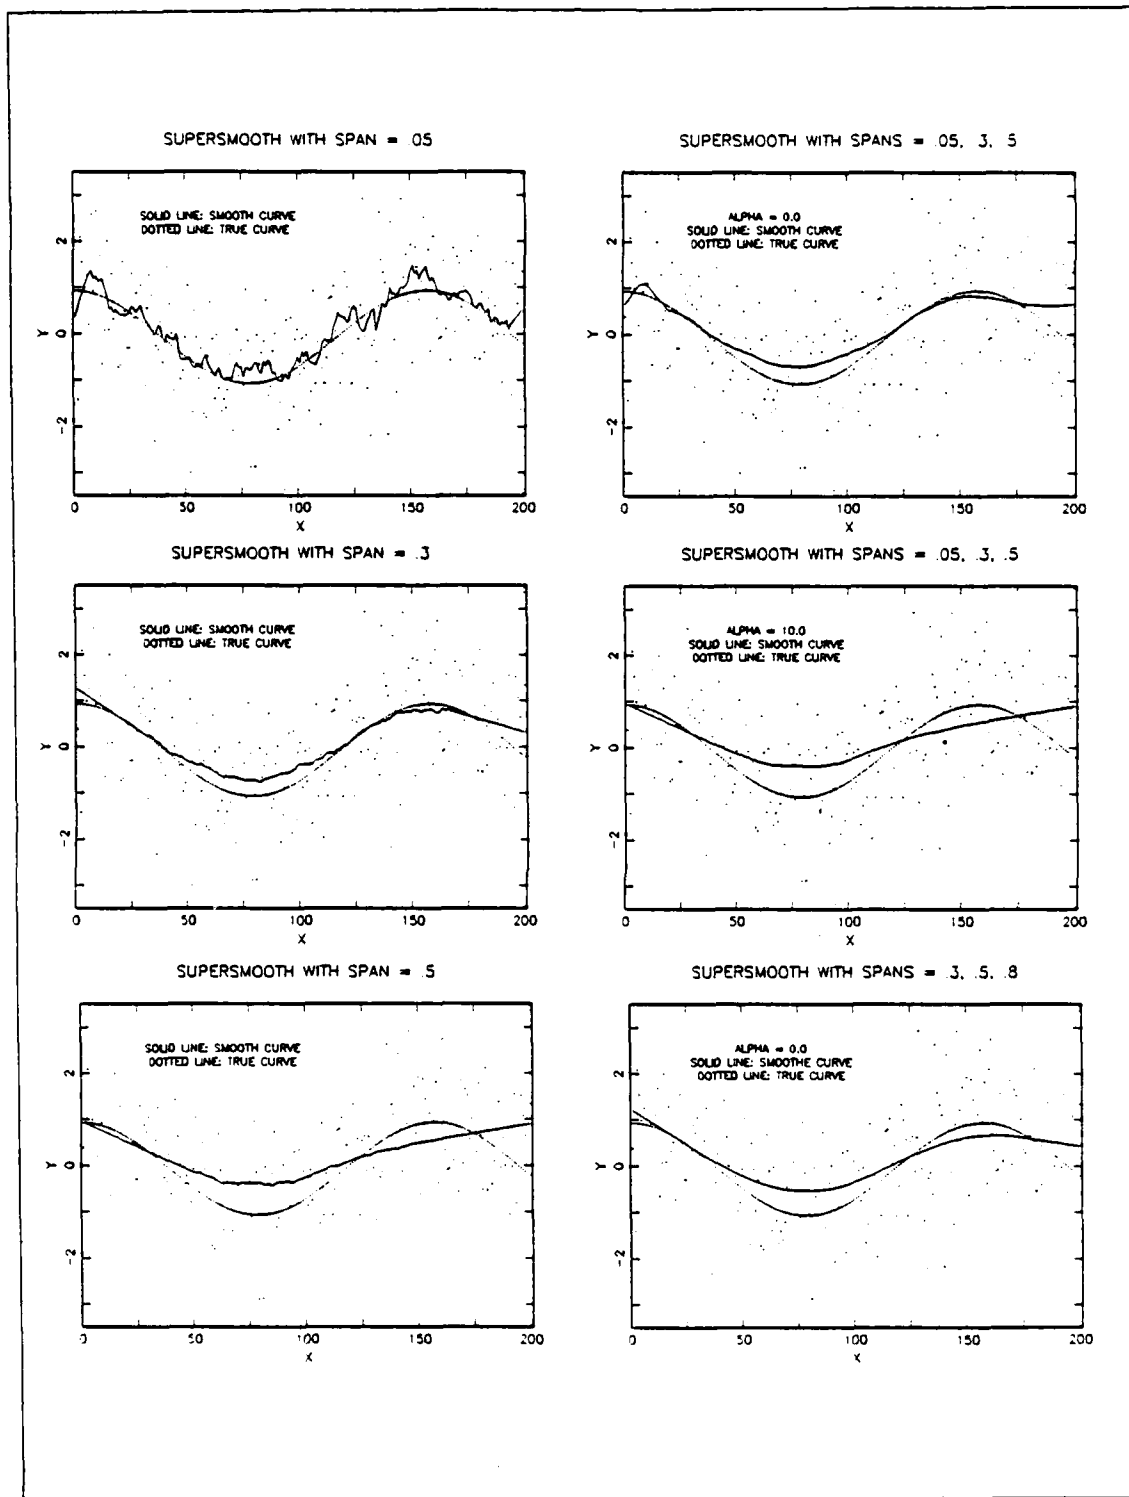 SUPERSMOOTH WITH SPAN = .05
SOLID LINE: SMOOTH CURVE
DOTTED LINE: TRUE CURVE
2
0
-2
Y
0
50
100
150
200
X
SUPERSMOOTH WITH SPANS = .05, .3, .5
ALPHA = 0.0
SOLID LINE: SMOOTH CURVE
DOTTED LINE: TRUE CURVE
2
0
-2
Y
0
50
100
150
200
X
SUPERSMOOTH WITH SPAN = .3
SOLID LINE: SMOOTH CURVE
DOTTED LINE: TRUE CURVE
2
0
-2
Y
0
50
100
150
200
X
SUPERSMOOTH WITH SPANS = .05, .3, .5
ALPHA = 10.0
SOLID LINE: SMOOTH CURVE
DOTTED LINE: TRUE CURVE
2
0
-2
Y
0
50
100
150
200
X
SUPERSMOOTH WITH SPAN = .5
SOLID LINE: SMOOTH CURVE
DOTTED LINE: TRUE CURVE
2
0
-2
Y
0
50
100
150
200
X
SUPERSMOOTH WITH SPANS = .3, .5, .8
ALPHA = 0.0
SOLID LINE: SMOOTHE CURVE
DOTTED LINE: TRUE CURVE
2
0
-2
Y
0
50
100
150
200
X